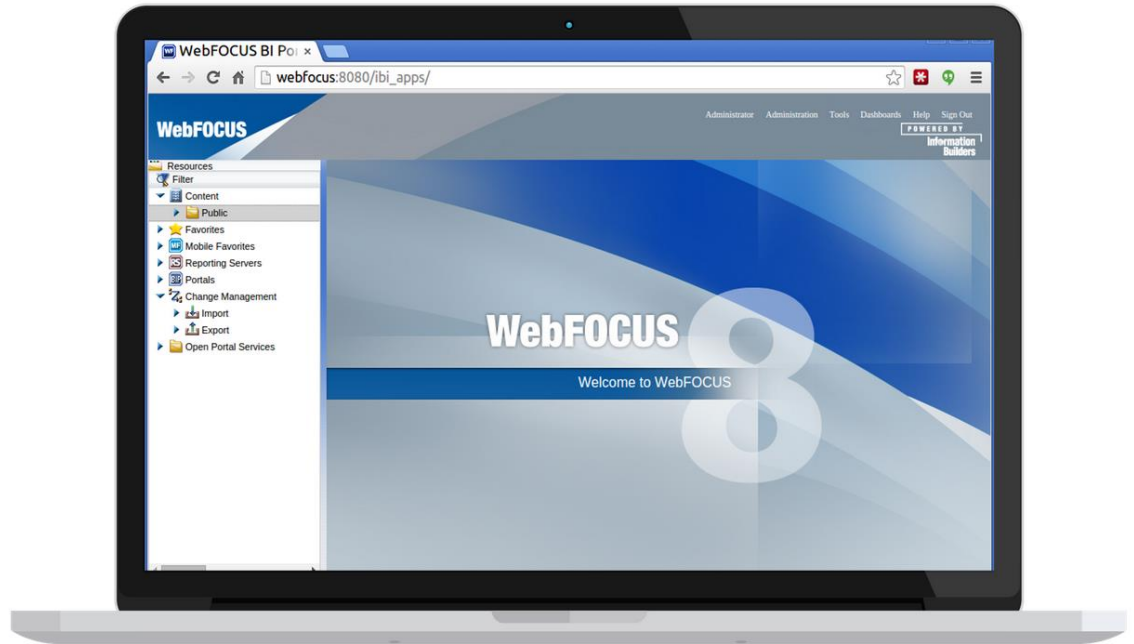 WebFOCUS BI Por
webfocus:8080/ibi_apps/
WebFOCUS
Administrator Administration Tools Dashboards Help Sign Out
POWERED BY
Information
Builders
Resources
Filter
Content
Public
Favorites
Mobile Favorites
Reporting Servers
Portals
Change Management
Import
Export
Open Portal Services
WebFOCUS
8
Welcome to WebFOCUS